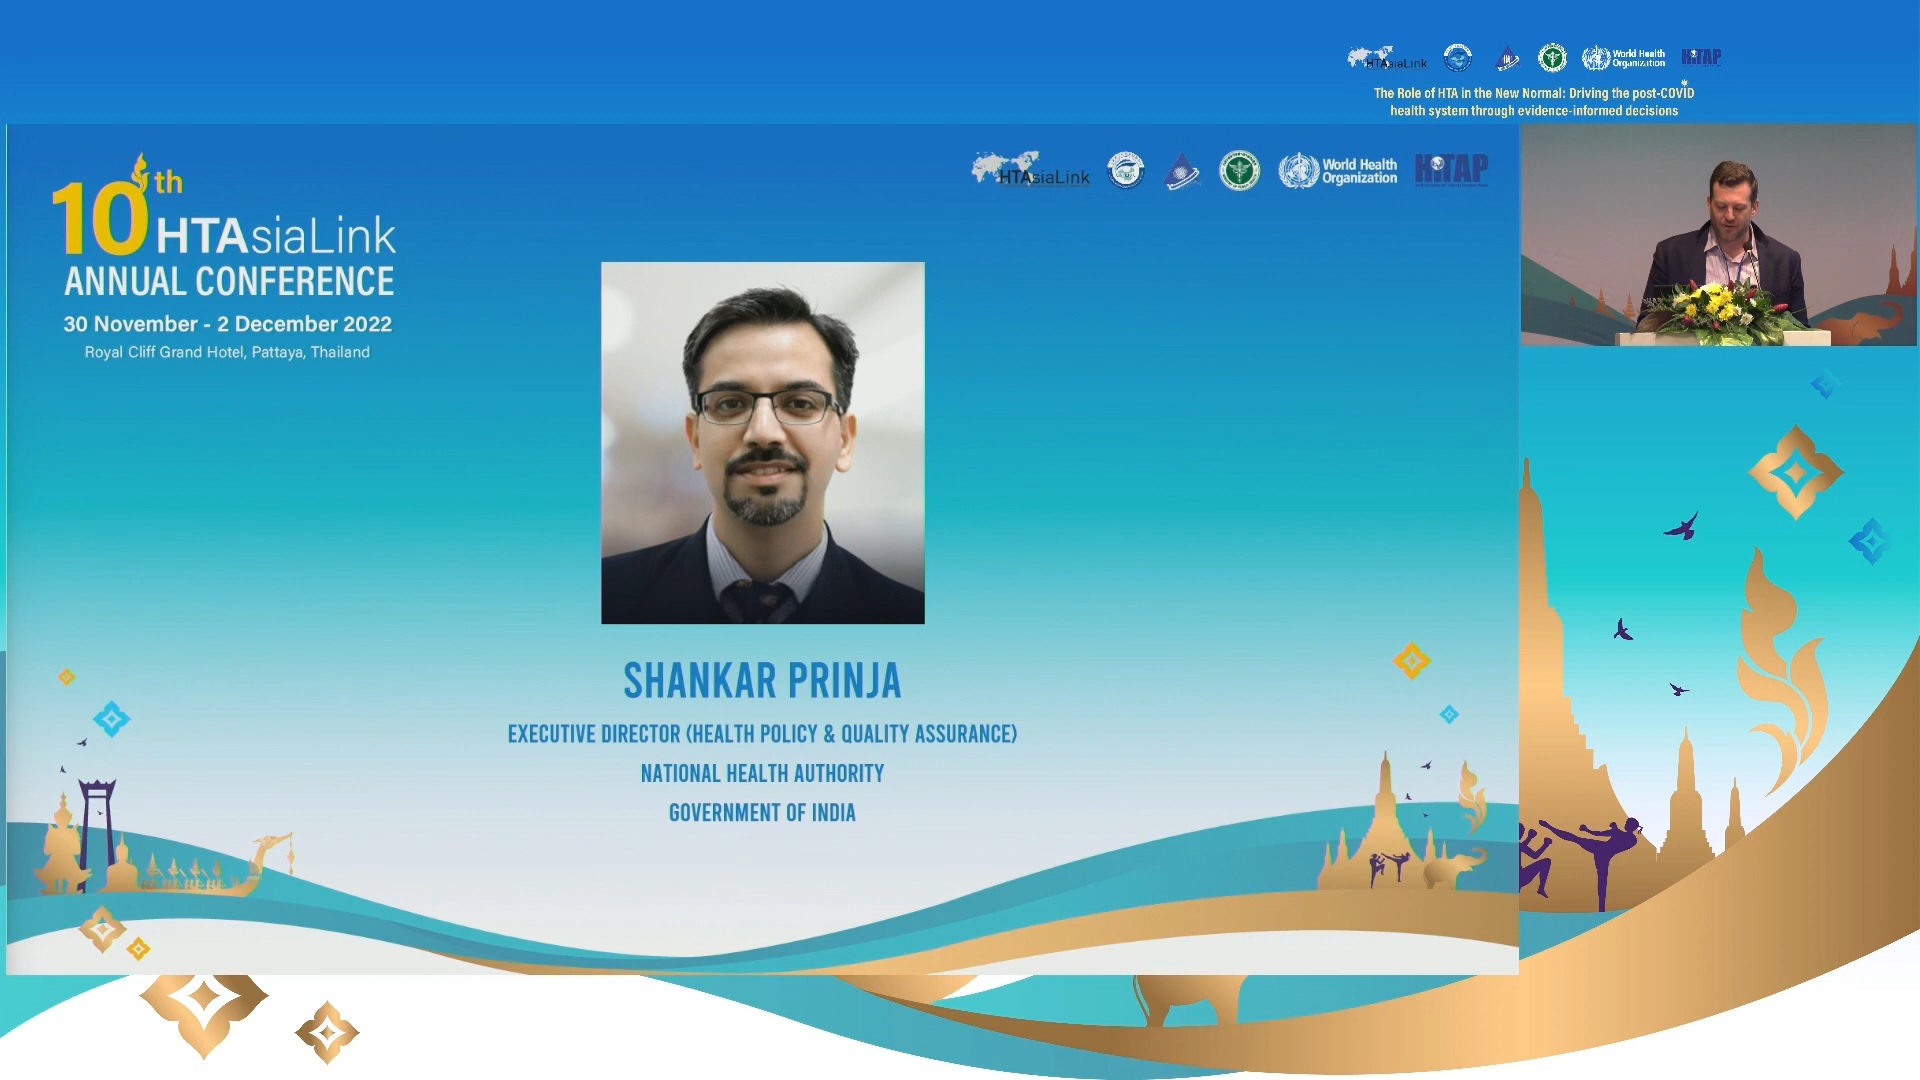 HTAsiaLink
World Health
Organization
HiTAP
The Role of HTA in the New Normal: Driving the post-COVID
health system through evidence-informed decisions
10th
HTAsiaLink
ANNUAL CONFERENCE
30 November - 2 December 2022
Royal Cliff Grand Hotel, Pattaya, Thailand
HTAsiaLink
World Health
Organization
HiTAP
SHANKAR PRINJA
EXECUTIVE DIRECTOR (HEALTH POLICY & QUALITY ASSURANCE)
NATIONAL HEALTH AUTHORITY
GOVERNMENT OF INDIA